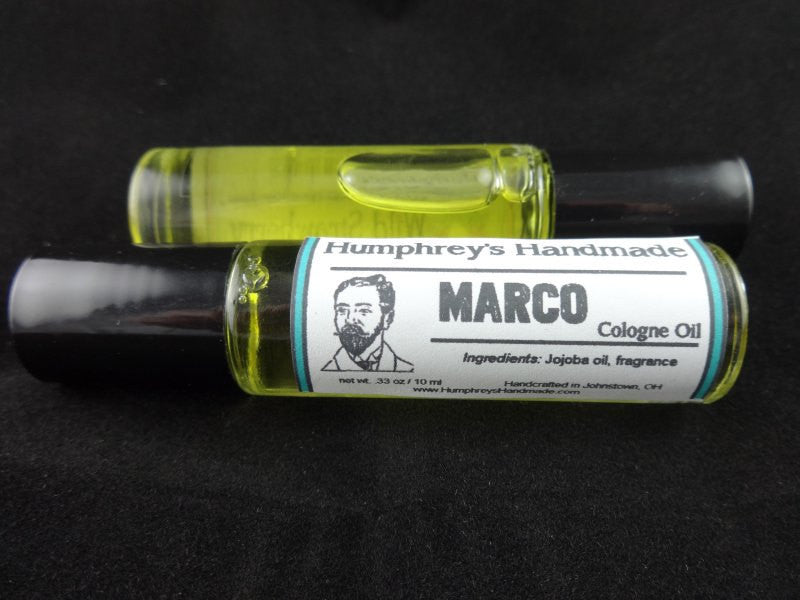 Humphrey's Handmade
MARCO
Cologne Oil
Ingredients: Jojoba oil, fragrance
net wt. .33 oz / 10 ml
Handcrafted in Johnstown, OH
www.HumphreysHandmade.com